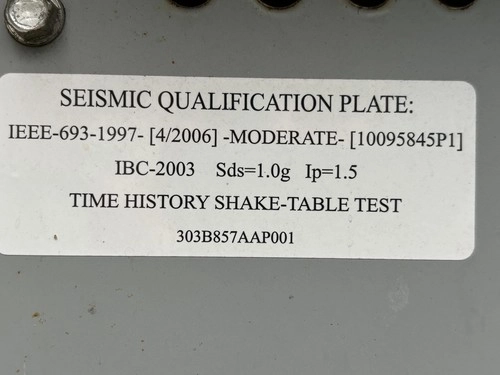 SEISMIC QUALIFICATION PLATE:
IEEE-693-1997- [4/2006] -MODERATE- [10095845P1]
IBC-2003 Sds=1.0g Ip=1.5
TIME HISTORY SHAKE-TABLE TEST
303B857AAP001